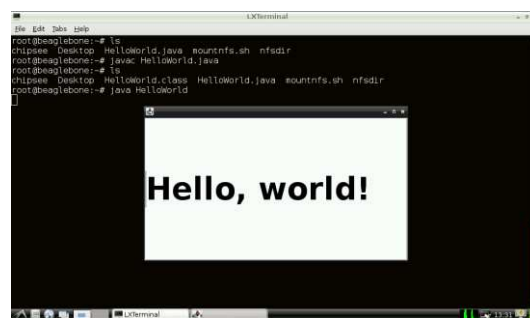 LXTerminal
File Edit Tabs Help
root@beaglebone:~# ls
chipsee Desktop HelloWorld.java mountnfs.sh nfsdir
root@beaglebone:~# javac HelloWorld.java
root@beaglebone:~# ls
chipsee Desktop HelloWorld.class HelloWorld.java mountnfs.sh nfsdir
root@beaglebone:~# java HelloWorld
Hello, world!
LXTerminal
13:31